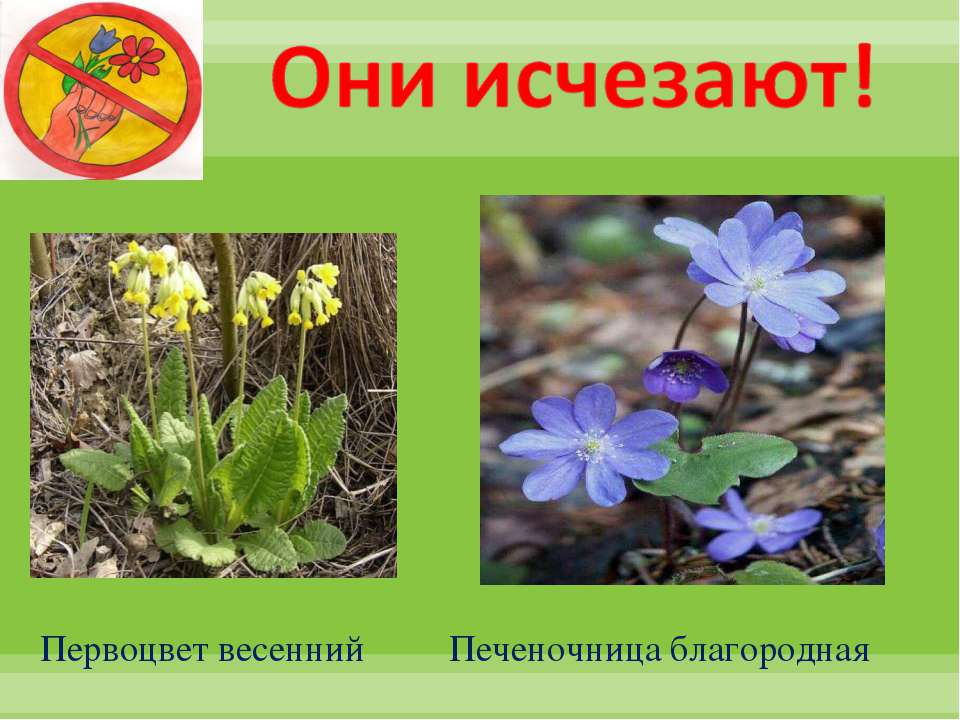 Они исчезают!
Первоцвет весенний
Печеночница благородная